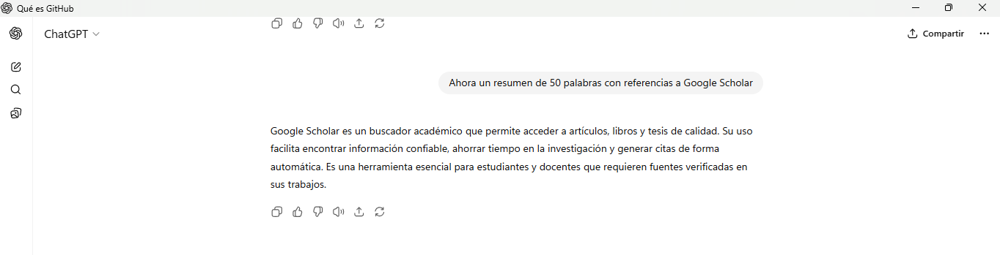 Qué es GitHub
ChatGPT
Compartir
Ahora un resumen de 50 palabras con referencias a Google Scholar
Google Scholar es un buscador académico que permite acceder a artículos, libros y tesis de calidad. Su uso
facilita encontrar información confiable, ahorrar tiempo en la investigación y generar citas de forma
automática. Es una herramienta esencial para estudiantes y docentes que requieren fuentes verificadas en
sus trabajos.